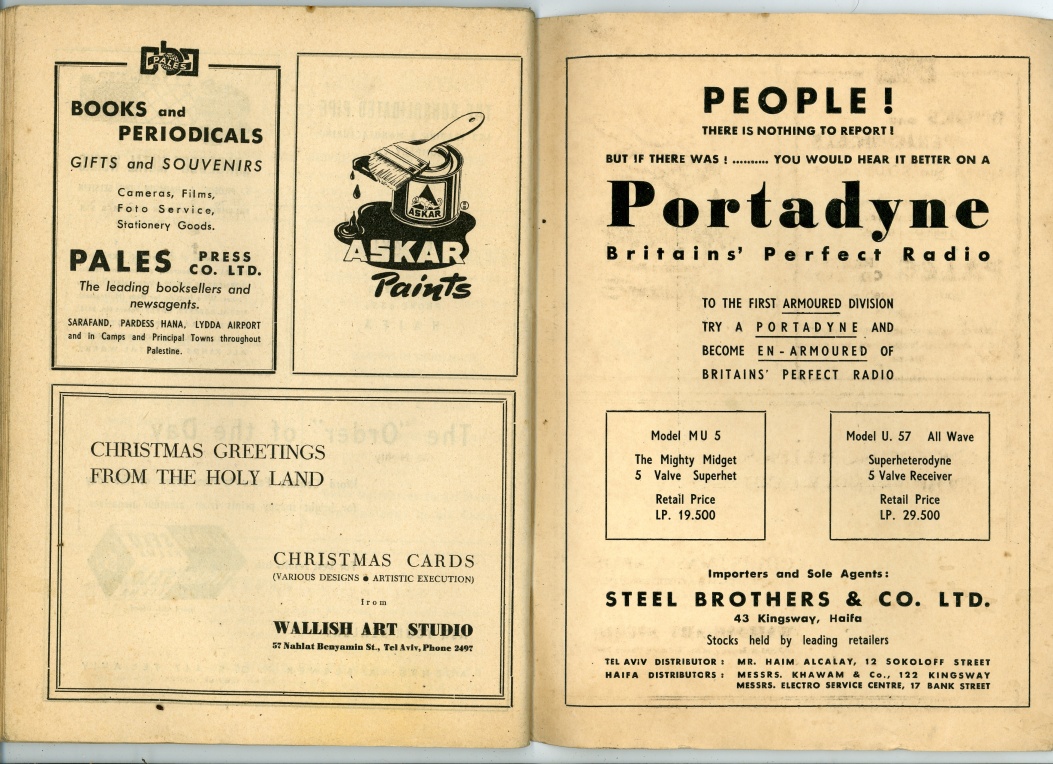 PALES
BOOKS and
PERIODICALS
GIFTS and SOUVENIRS
Cameras, Films,
Foto Service,
Stationery Goods.
PALES PRESS
CO. LTD.
The leading booksellers and
newsagents.
SARAFAND, PARDESS HANA, LYDDA AIRPORT
and in Camps and Principal Towns throughout
Palestine.
ASKAR
ASKAR
Paints
CHRISTMAS GREETINGS
FROM THE HOLY LAND
CHRISTMAS CARDS
(VARIOUS DESIGNS ● ARTISTIC EXECUTION)
from
WALLISH ART STUDIO
57 Nahlat Benyamin St., Tel Aviv, Phone 2497
PEOPLE !
THERE IS NOTHING TO REPORT !
BUT IF THERE WAS ! .......... YOU WOULD HEAR IT BETTER ON A
Portadyne
Britains' Perfect Radio
TO THE FIRST ARMOURED DIVISION
TRY A PORTADYNE AND
BECOME EN-ARMOURED OF
BRITAINS' PERFECT RADIO
Model MU 5
The Mighty Midget
5 Valve Superhet
Retail Price
LP. 19.500
Model U. 57 All Wave
Superheterodyne
5 Valve Receiver
Retail Price
LP. 29.500
Importers and Sole Agents:
STEEL BROTHERS & CO. LTD.
43 Kingsway, Haifa
Stocks held by leading retailers
TEL AVIV DISTRIBUTOR : MR. HAIM ALCALAY, 12 SOKOLOFF STREET
HAIFA DISTRIBUTORS : MESSRS. KHAWAM & Co., 122 KINGSWAY
MESSRS. ELECTRO SERVICE CENTRE, 17 BANK STREET